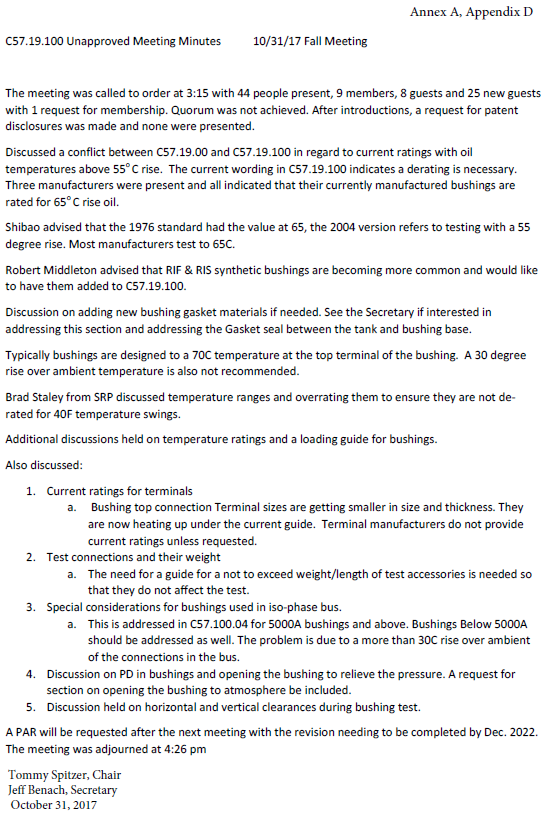 Annex A, Appendix D
C57.19.100 Unapproved Meeting Minutes 10/31/17 Fall Meeting
The meeting was called to order at 3:15 with 44 people present, 9 members, 8 guests and 25 new guests
with 1 request for membership. Quorum was not achieved. After introductions, a request for patent
disclosures was made and none were presented.
Discussed a conflict between C57.19.00 and C57.19.100 in regard to current ratings with oil
temperatures above 55° C rise. The current wording in C57.19.100 indicates a derating is necessary.
Three manufacturers were present and all indicated that their currently manufactured bushings are
rated for 65° C rise oil.
Shibao advised that the 1976 standard had the value at 65, the 2004 version refers to testing with a 55
degree rise. Most manufacturers test to 65C.
Robert Middleton advised that RIF & RIS synthetic bushings are becoming more common and would like
to have them added to C57.19.100.
Discussion on adding new bushing gasket materials if needed. See the Secretary if interested in
addressing this section and addressing the Gasket seal between the tank and bushing base.
Typically bushings are designed to a 70C temperature at the top terminal of the bushing. A 30 degree
rise over ambient temperature is also not recommended.
Brad Staley from SRP discussed temperature ranges and overrating them to ensure they are not de-
rated for 40F temperature swings.
Additional discussions held on temperature ratings and a loading guide for bushings.
Also discussed:
1. Current ratings for terminals
a. Bushing top connection Terminal sizes are getting smaller in size and thickness. They
are now heating up under the current guide. Terminal manufacturers do not provide
current ratings unless requested.
2. Test connections and their weight
a. The need for a guide for a not to exceed weight/length of test accessories is needed so
that they do not affect the test.
3. Special considerations for bushings used in iso-phase bus.
a. This is addressed in C57.100.04 for 5000A bushings and above. Bushings Below 5000A
should be addressed as well. The problem is due to a more than 30C rise over ambient
of the connections in the bus.
4. Discussion on PD in bushings and opening the bushing to relieve the pressure. A request for
section on opening the bushing to atmosphere be included.
5. Discussion held on horizontal and vertical clearances during bushing test.
A PAR will be requested after the next meeting with the revision needing to be completed by Dec. 2022.
The meeting was adjourned at 4:26 pm
Tommy Spitzer, Chair
Jeff Benach, Secretary
October 31, 2017